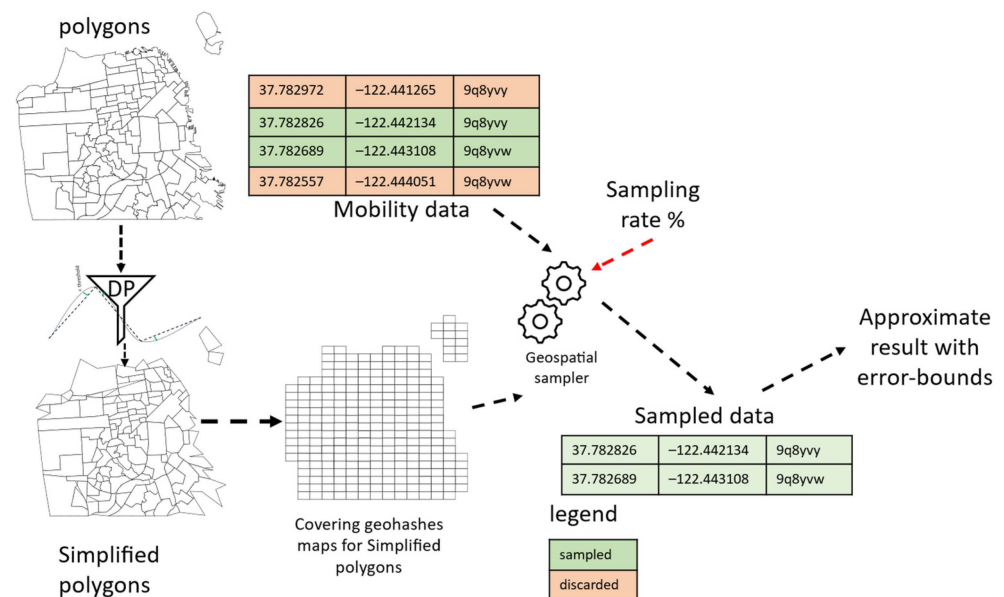 polygons
37.782972 –122.441265 9q8yvy
37.782826 –122.442134 9q8yvy
37.782689 –122.443108 9q8yvw
37.782557 –122.444051 9q8yvw
Mobility data
Sampling
rate %
threshold
DP
Geospatial
sampler
Approximate
result with
error-bounds
Sampled data
37.782826 –122.442134 9q8yvy
37.782689 –122.443108 9q8yvw
Simplified
polygons
Covering geohashes
maps for Simplified
polygons
legend
sampled
discarded